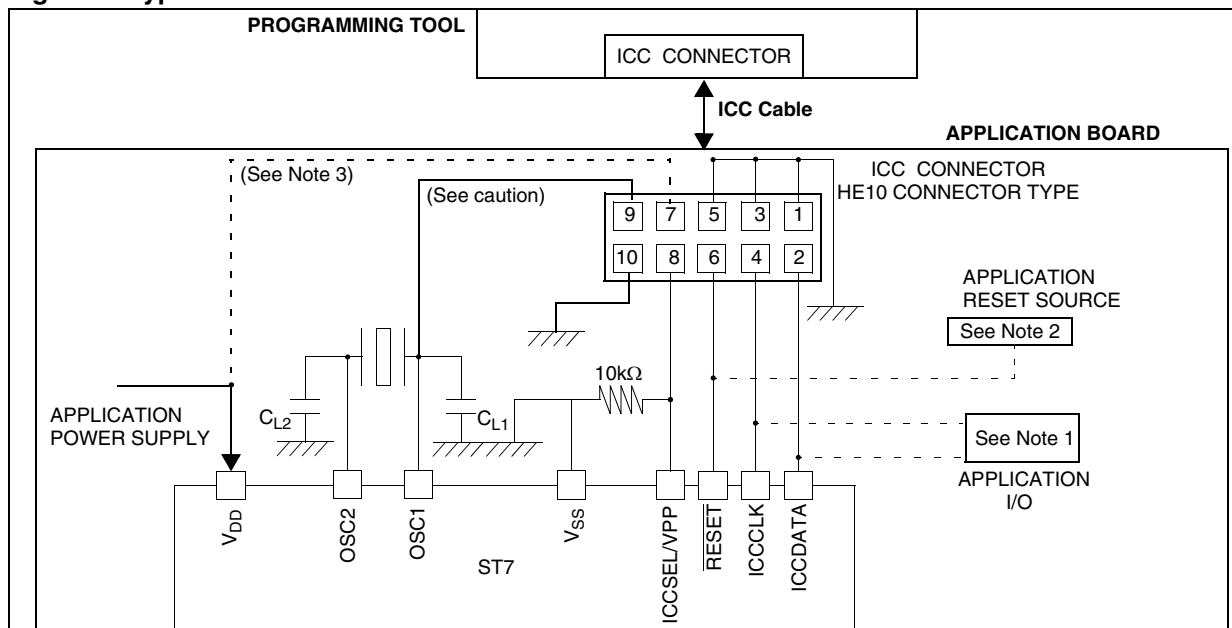 PROGRAMMING TOOL
ICC CONNECTOR
ICC Cable
APPLICATION BOARD
(See Note 3)
(See caution)
ICC CONNECTOR
HE10 CONNECTOR TYPE
9 7 5 3 1
10 8 6 4 2
APPLICATION
RESET SOURCE
See Note 2
10kΩ
APPLICATION
POWER SUPPLY
CL2
CL1
See Note 1
APPLICATION
I/O
VDD
OSC2
OSC1
VSS
ICCSEL/VPP
RESET
ICCCLK
ICCDATA
ST7